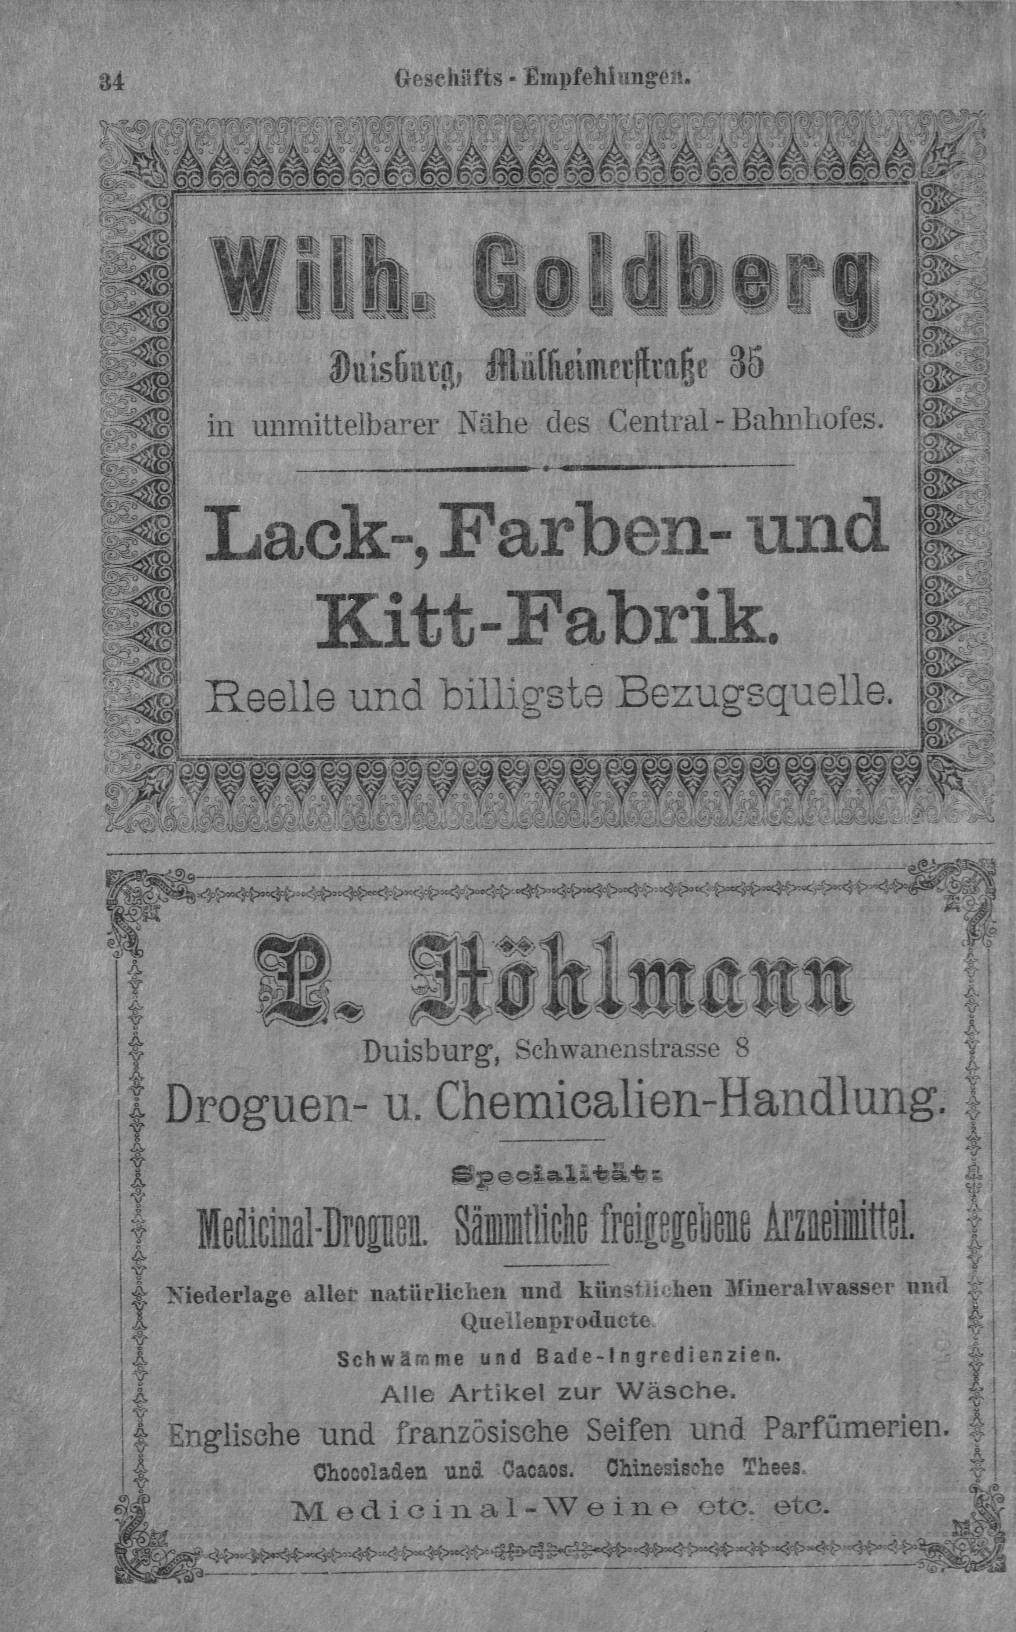 34
Geschäfts - Empfehlungen.
Wilh. Goldberg
Duisburg, Mülheimerstraße 35
in unmittelbarer Nähe des Central - Bahnhofes.
Lack-, Farben- und
Kitt-Fabrik.
Reelle und billigste Bezugsquelle.
P. Höhlmann
Duisburg, Schwanenstrasse 8
Droguen- u. Chemicalien-Handlung.
Specialität:
Medicinal-Droguen. Sämmtliche freigegebene Arzneimittel.
Niederlage aller natürlichen und künstlichen Mineralwasser und
Quellenproducte.
Schwämme und Bade-Ingredienzien.
Alle Artikel zur Wäsche.
Englische und französische Seifen und Parfümerien.
Chocoladen und Cacaos. Chinesische Thees.
Medicinal-Weine etc. etc.